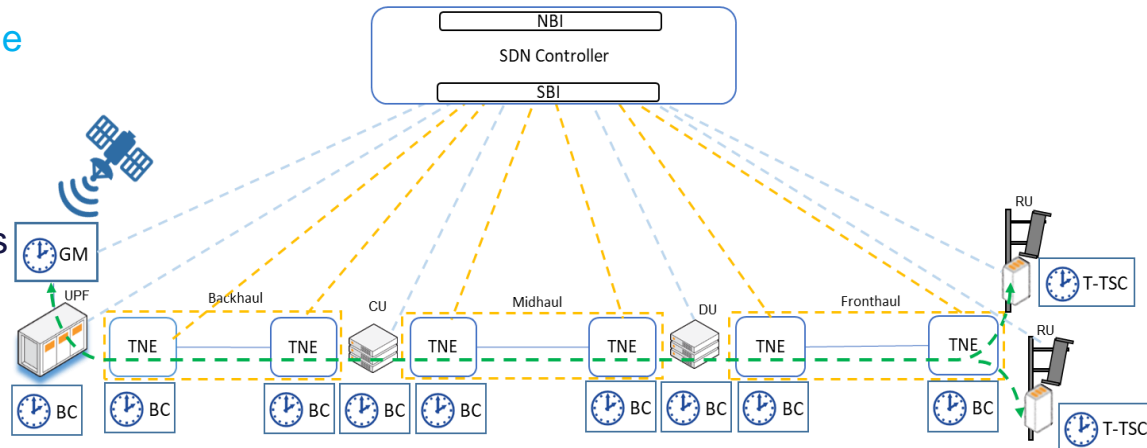 NBI
SDN Controller
SBI
e
s
GM
UPF
Backhaul
CU
Midhaul
DU
Fronthaul
RU
T-TSC
RU
TNE
TNE
TNE
TNE
TNE
TNE
BC
BC
BC
BC
BC
BC
BC
BC
BC
T-TSC